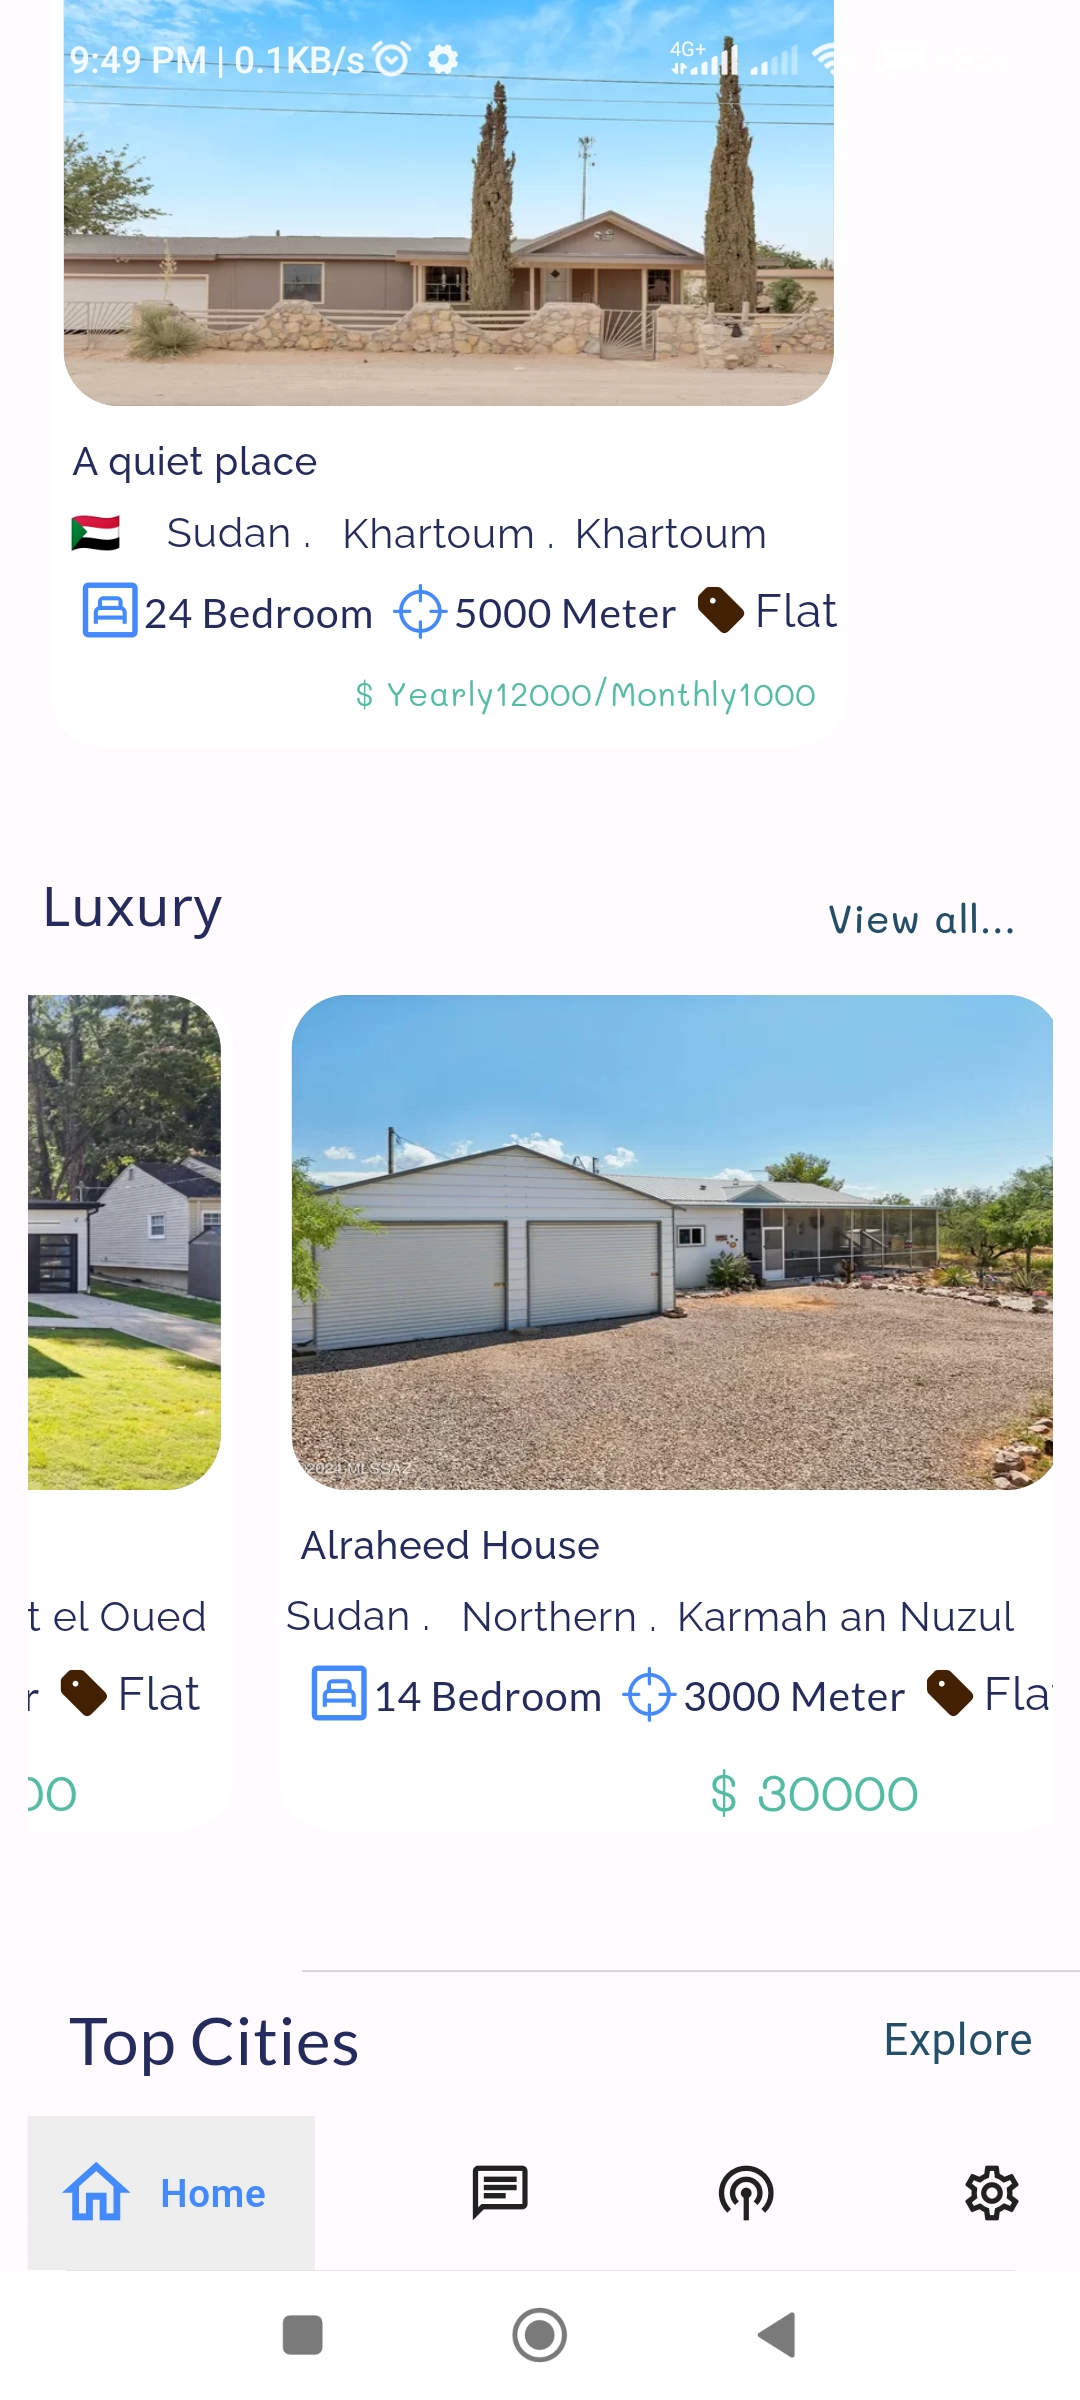 9:49 PM | 0.1KB/s 4G+
A quiet place
Sudan . Khartoum . Khartoum
24 Bedroom 5000 Meter Flat
$ Yearly12000/Monthly1000
Luxury View all...
2024 MLSSAZ
Alraheed House
t el Oued Sudan . Northern . Karmah an Nuzul
r Flat 14 Bedroom 3000 Meter Fla
00 $ 30000
Top Cities Explore
Home